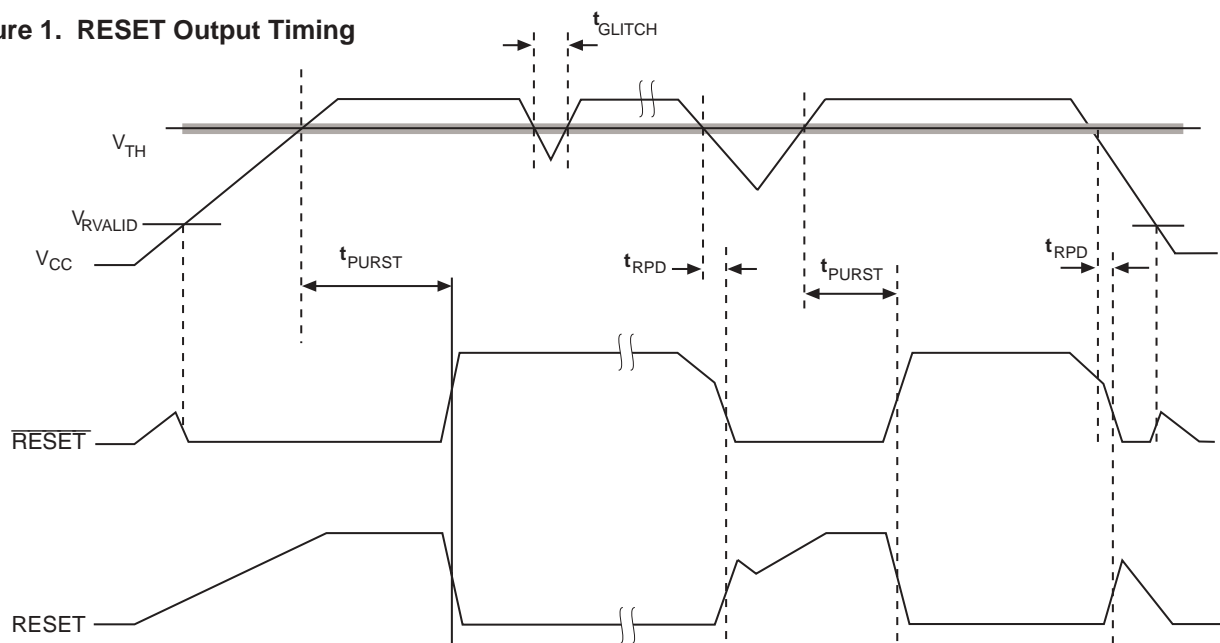 ure 1. RESET Output Timing
tGLITCH
VTH
VRVALID
VCC
tPURST
tRPD
tPURST
tRPD
RESET
RESET